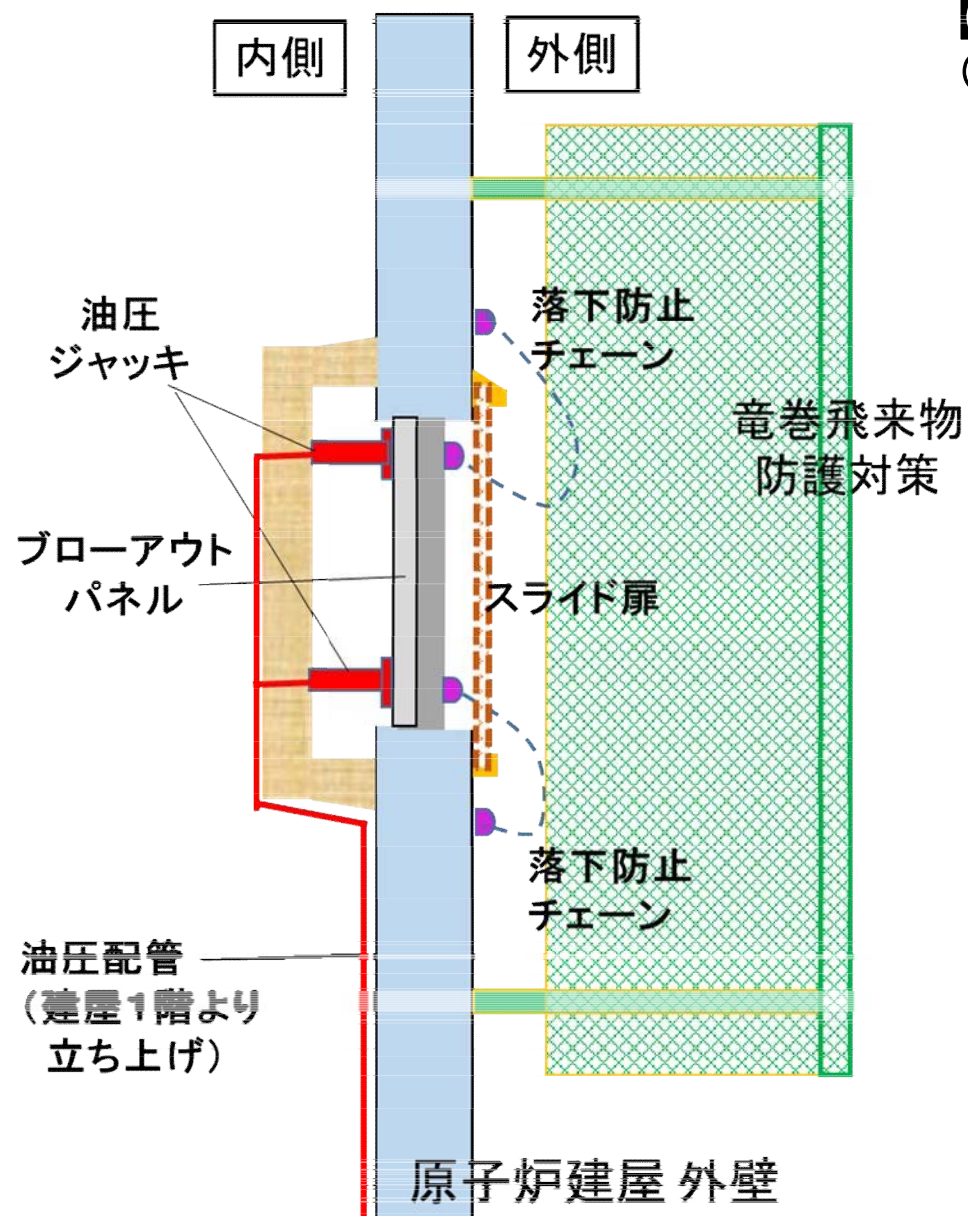 内側
外側
油圧
ジャッキ
落下防止
チェーン
竜巻飛来物
防護対策
ブローアウト
パネル
スライド扉
落下防止
チェーン
油圧配管
（建屋１階より
立ち上げ）
原子炉建屋 外壁